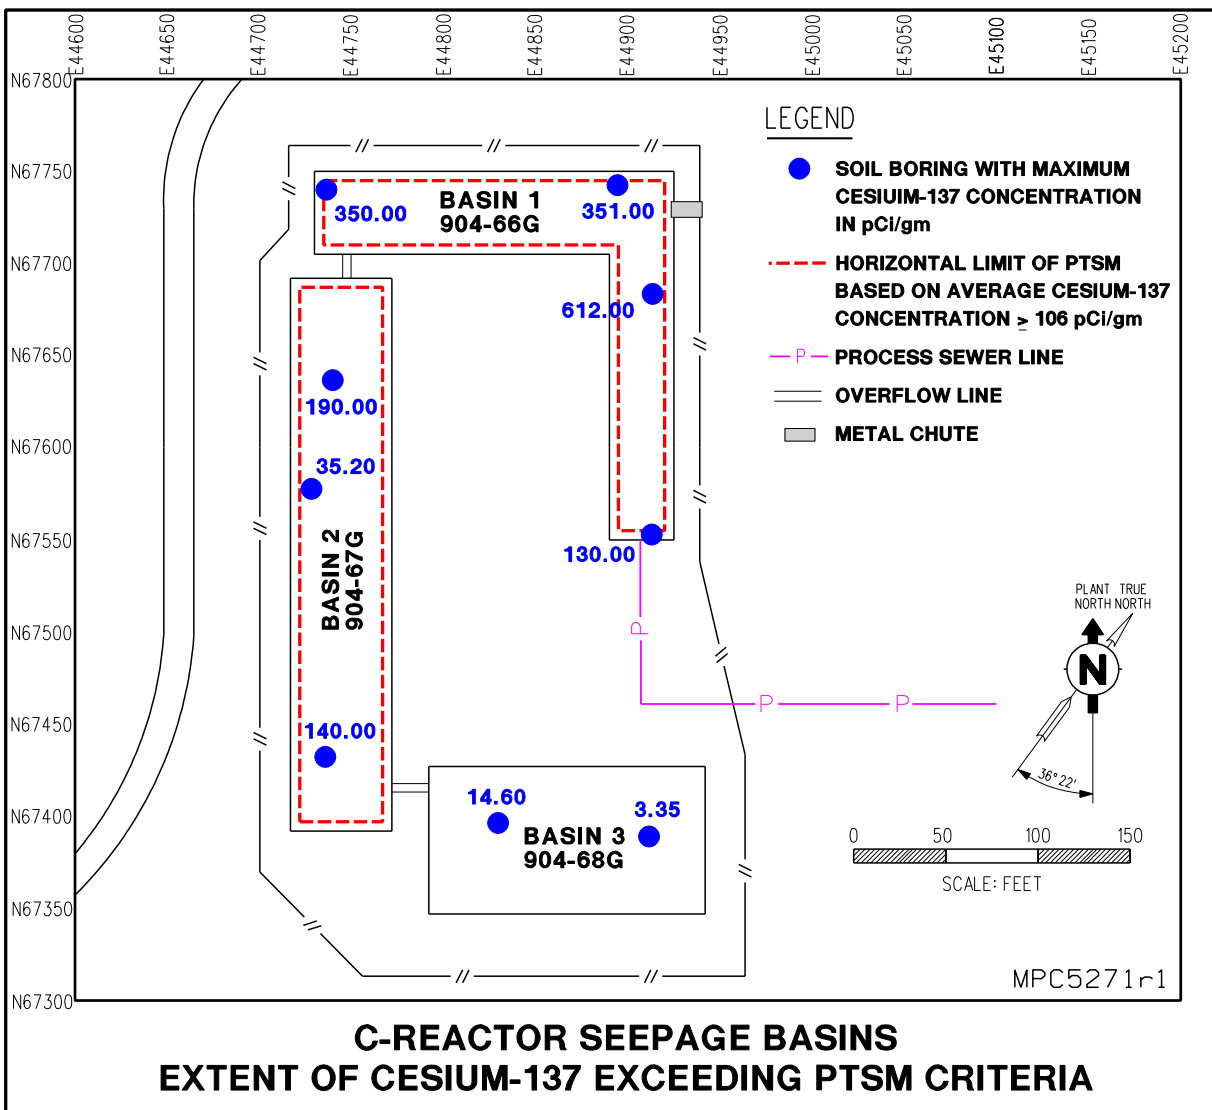 E44600
E44650
E44700
E44750
E44800
E44850
E44900
E44950
E45000
E45050
E45100
E45150
E45200
N67800
N67750
N67700
N67650
N67600
N67550
N67500
N67450
N67400
N67350
N67300
LEGEND
SOIL BORING WITH MAXIMUM
CESIUIM-137 CONCENTRATION
IN pCi/gm
HORIZONTAL LIMIT OF PTSM
BASED ON AVERAGE CESIUM-137
CONCENTRATION ≥ 106 pCi/gm
P PROCESS SEWER LINE
OVERFLOW LINE
METAL CHUTE
BASIN 1
904-66G
350.00
351.00
612.00
130.00
190.00
35.20
BASIN 2
904-67G
140.00
14.60
3.35
BASIN 3
904-68G
P
P
P
PLANT TRUE
NORTH NORTH
N
36° 22'
0 50 100 150
SCALE: FEET
MPC5271r1
C-REACTOR SEEPAGE BASINS
EXTENT OF CESIUM-137 EXCEEDING PTSM CRITERIA